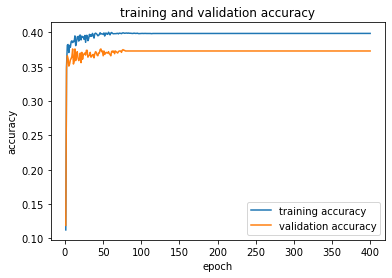 training and validation accuracy
accuracy
0.40
0.35
0.30
0.25
0.20
0.15
0.10
training accuracy
validation accuracy
0 50 100 150 200 250 300 350 400
epoch